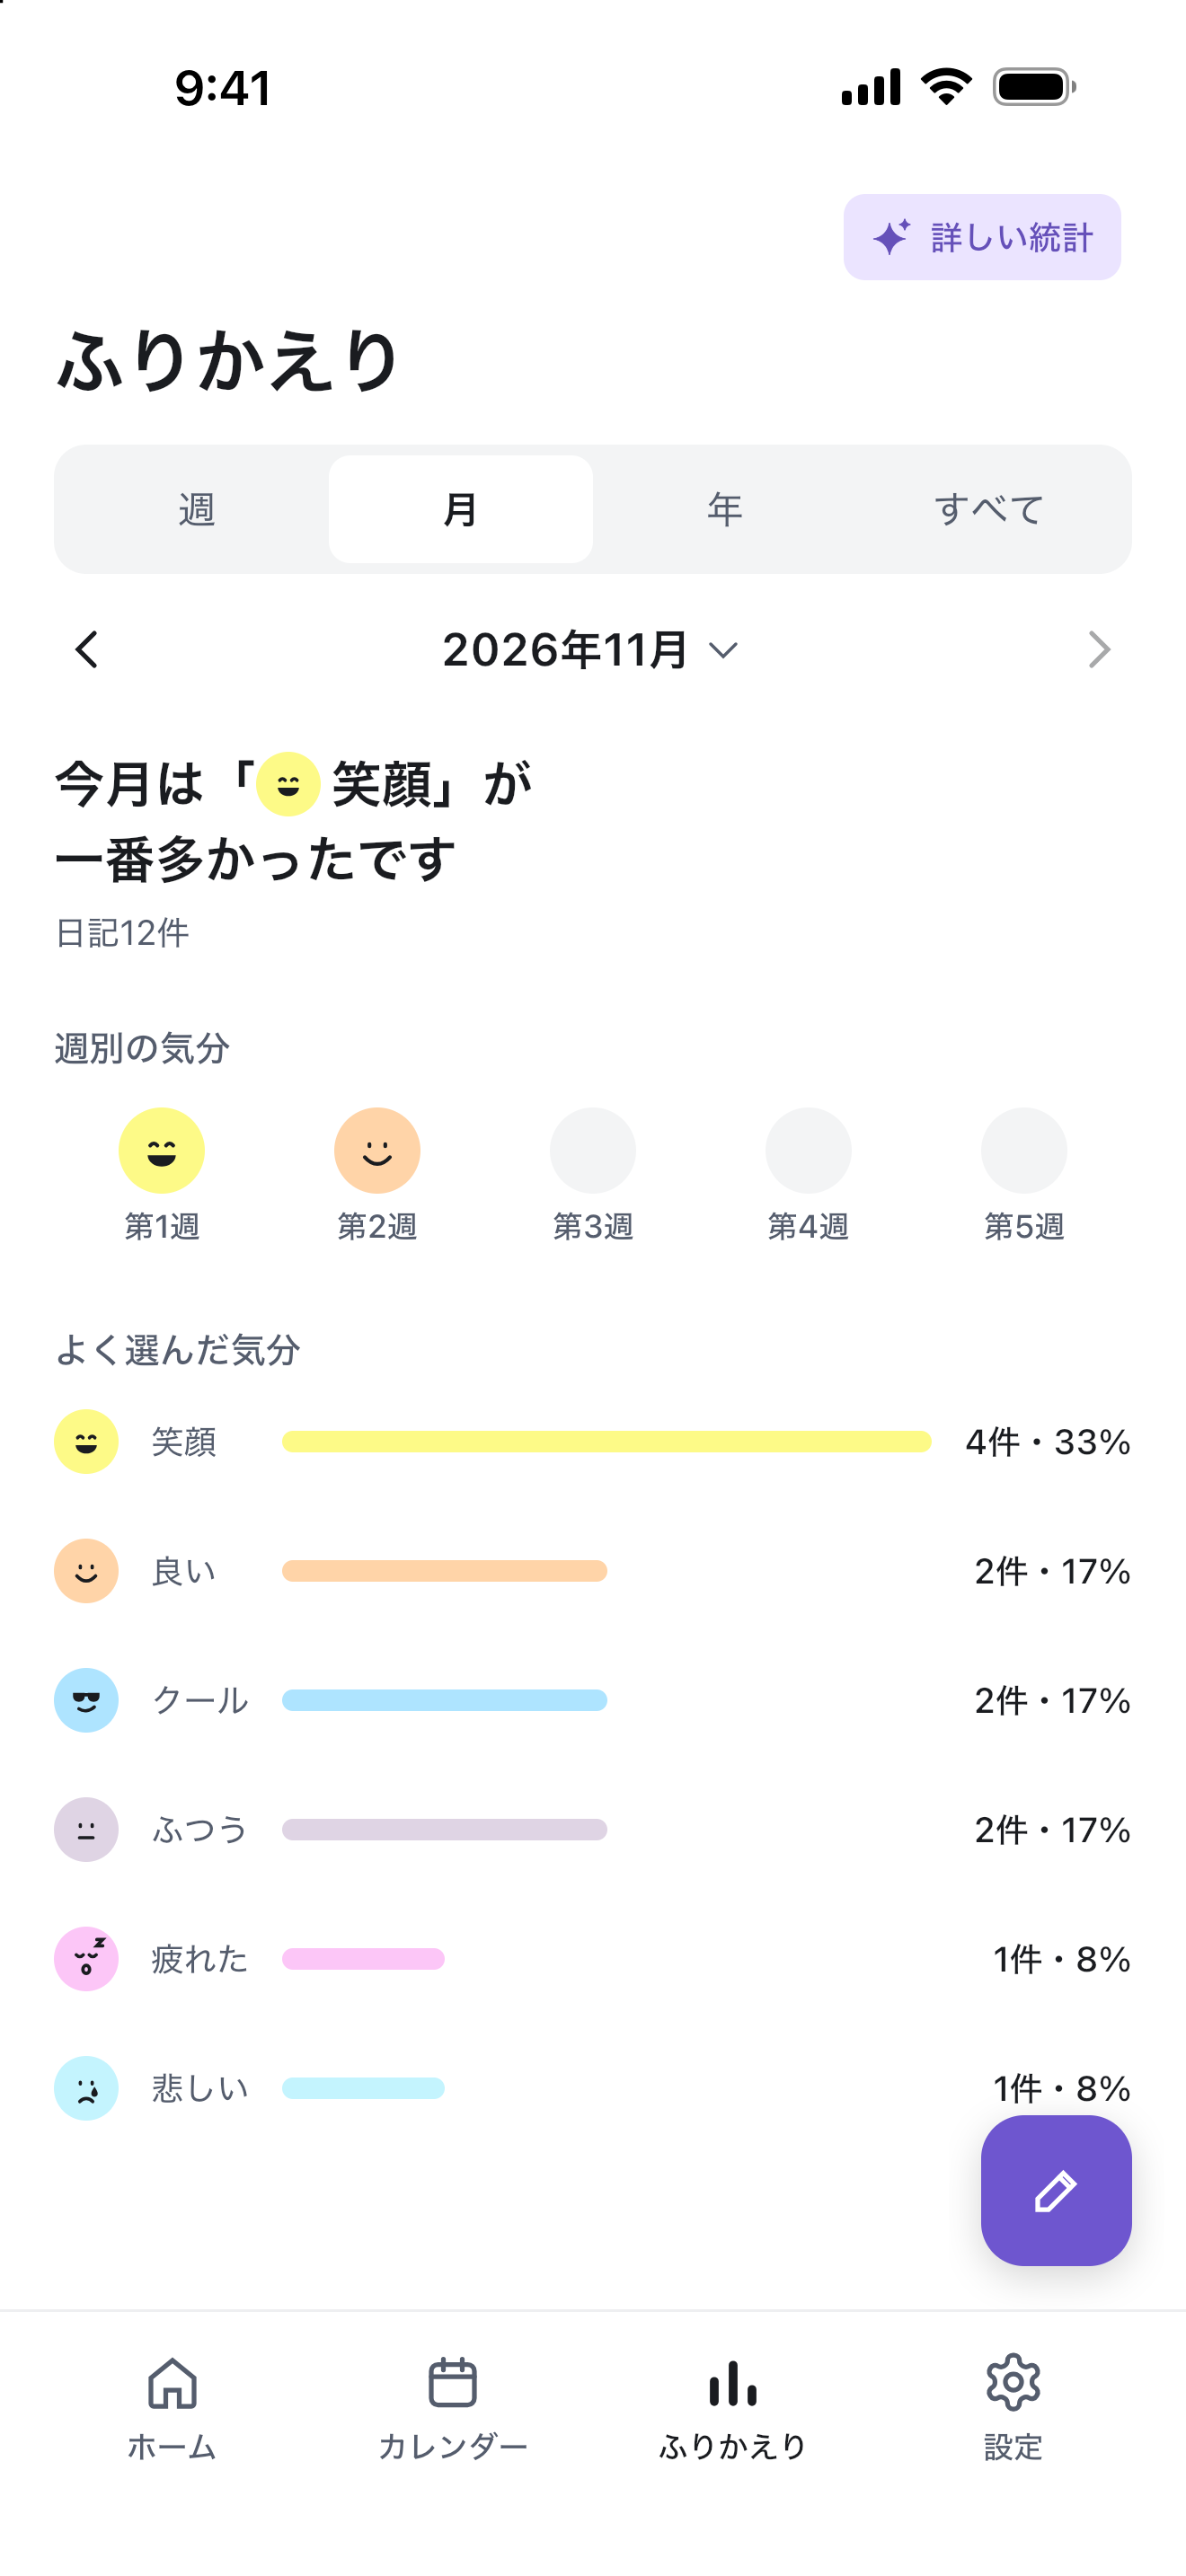 9:41
詳しい統計
ふりかえり
週 月 年 すべて
2026年11月
今月は「笑顔」が
一番多かったです
日記12件
週別の気分
第1週 第2週 第3週 第4週 第5週
よく選んだ気分
笑顔 4件・33%
良い 2件・17%
クール 2件・17%
ふつう 2件・17%
疲れた 1件・8%
悲しい 1件・8%
ホーム カレンダー ふりかえり 設定